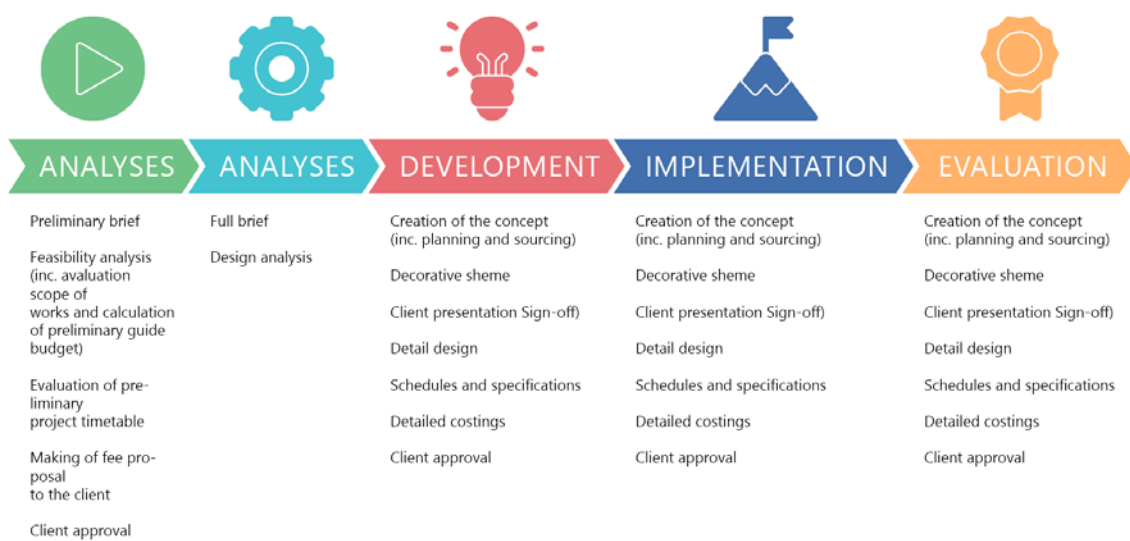 ANALYSES
ANALYSES
DEVELOPMENT
IMPLEMENTATION
EVALUATION
Preliminary brief
Feasibility analysis
(inc. avaluation
scope of
works and calculation
of preliminary guide
budget)
Evaluation of pre-
liminary
project timetable
Making of fee pro-
posal
to the client
Client approval
Full brief
Design analysis
Creation of the concept
(inc. planning and sourcing)
Decorative sheme
Client presentation Sign-off)
Detail design
Schedules and specifications
Detailed costings
Client approval
Creation of the concept
(inc. planning and sourcing)
Decorative sheme
Client presentation Sign-off)
Detail design
Schedules and specifications
Detailed costings
Client approval
Creation of the concept
(inc. planning and sourcing)
Decorative sheme
Client presentation Sign-off)
Detail design
Schedules and specifications
Detailed costings
Client approval